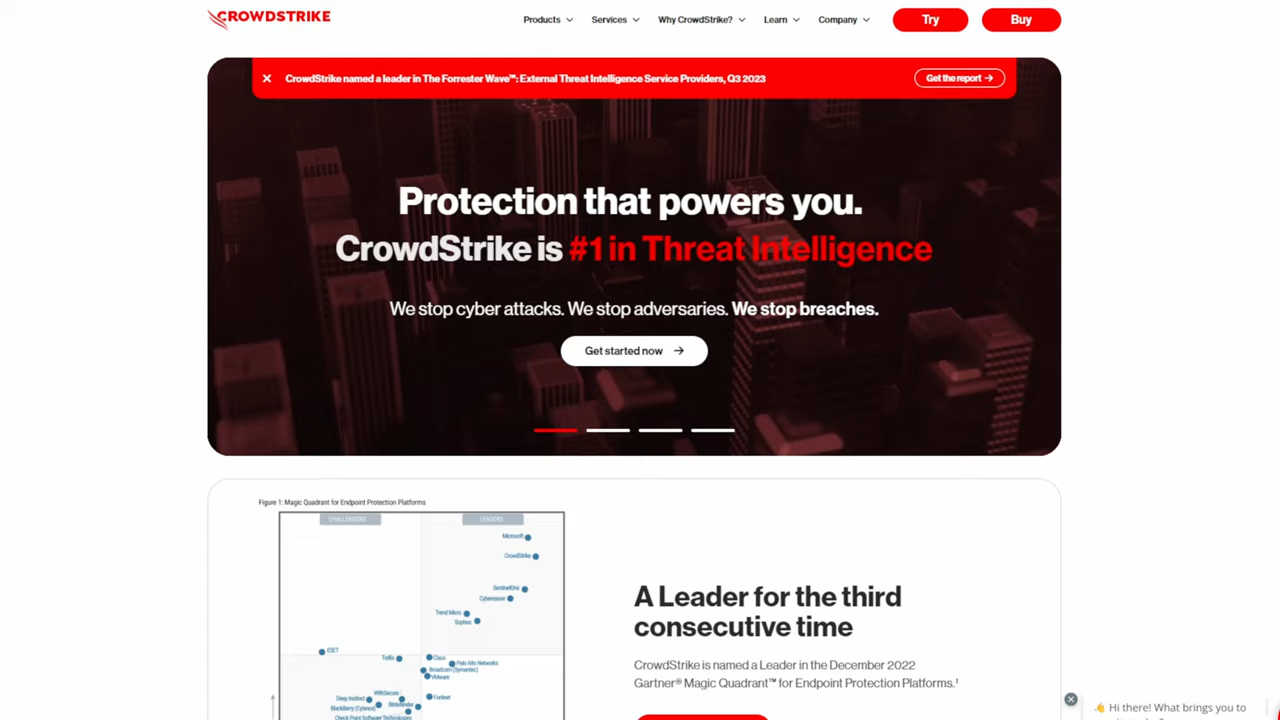 CROWDSTRIKE
Products
Services
Why CrowdStrike?
Learn
Company
Try
Buy
CrowdStrike named a leader in The Forrester Wave™: External Threat Intelligence Service Providers, Q3 2023
Get the report →
Protection that powers you.
CrowdStrike is #1 in Threat Intelligence
We stop cyber attacks. We stop adversaries. We stop breaches.
Get started now →
Figure 1: Magic Quadrant for Endpoint Protection Platforms
CHALLENGERS
LEADERS
Microsoft
CrowdStrike
SentinelOne
Cybereason
Trend Micro
Sophos
ESET
Trellix
Cisco
Palo Alto Networks
Broadcom (Symantec)
VMware
WithSecure
Deep Instinct
Bitdefender
Fortinet
BlackBerry (Cylance)
Check Point Software Technologies
A Leader for the third
consecutive time
CrowdStrike is named a Leader in the December 2022
Gartner® Magic Quadrant™ for Endpoint Protection Platforms.¹
Hi there! What brings you to